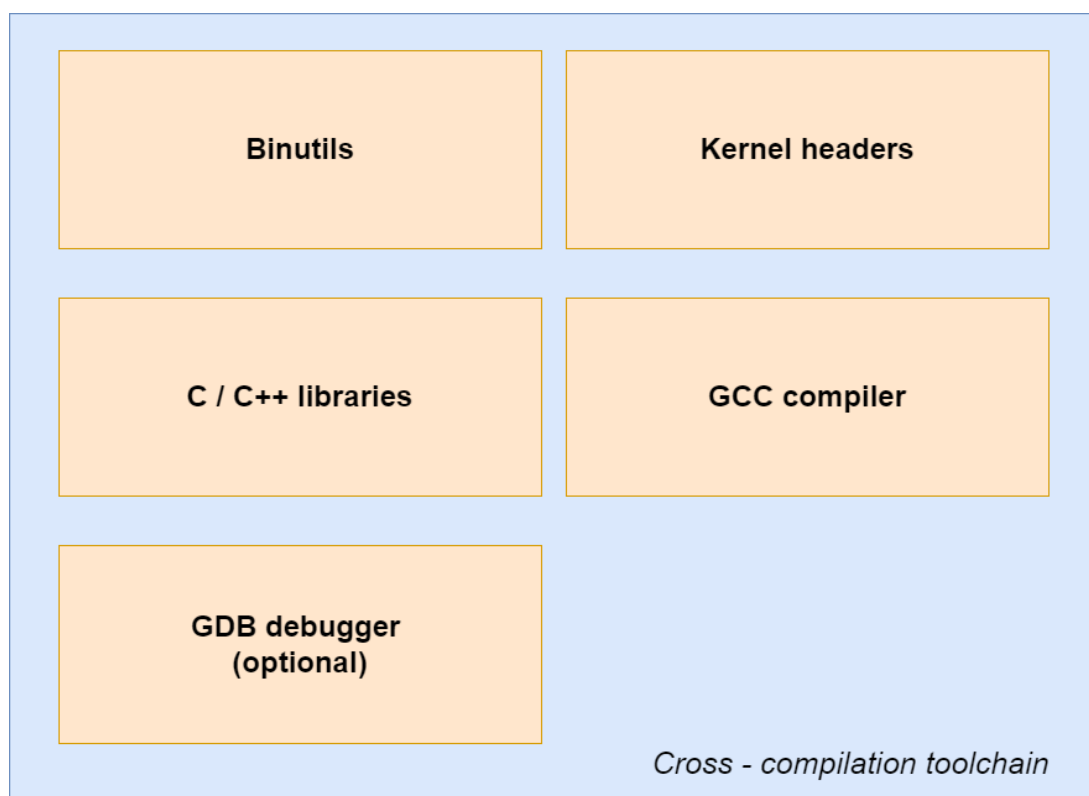 Binutils
Kernel headers
C / C++ libraries
GCC compiler
GDB debugger
(optional)
Cross - compilation toolchain